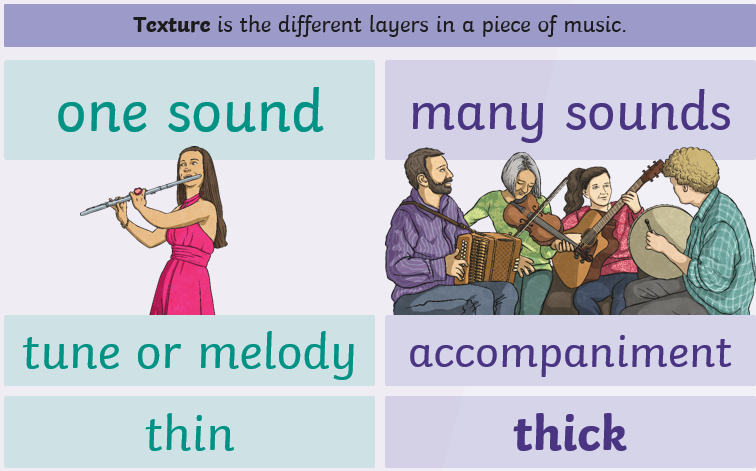 Texture is the different layers in a piece of music.
one sound
many sounds
tune or melody
accompaniment
thin
thick